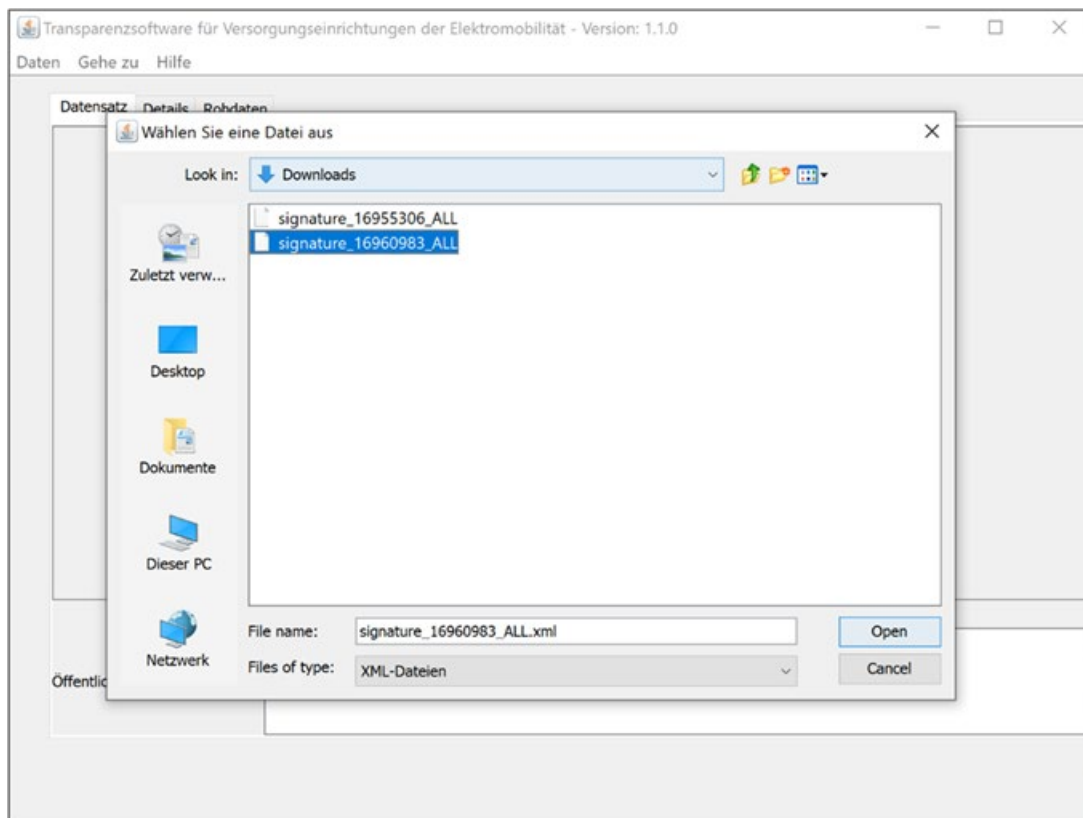 Transparenzsoftware für Versorgungseinrichtungen der Elektromobilität - Version: 1.1.0
Daten Gehe zu Hilfe
Datensatz Details Rohdaten
Wählen Sie eine Datei aus
Look in: Downloads
signature_16955306_ALL
signature_16960983_ALL
Zuletzt verw...
Desktop
Dokumente
Dieser PC
Netzwerk
File name: signature_16960983_ALL.xml Open
Files of type: XML-Dateien Cancel
Öffentlic